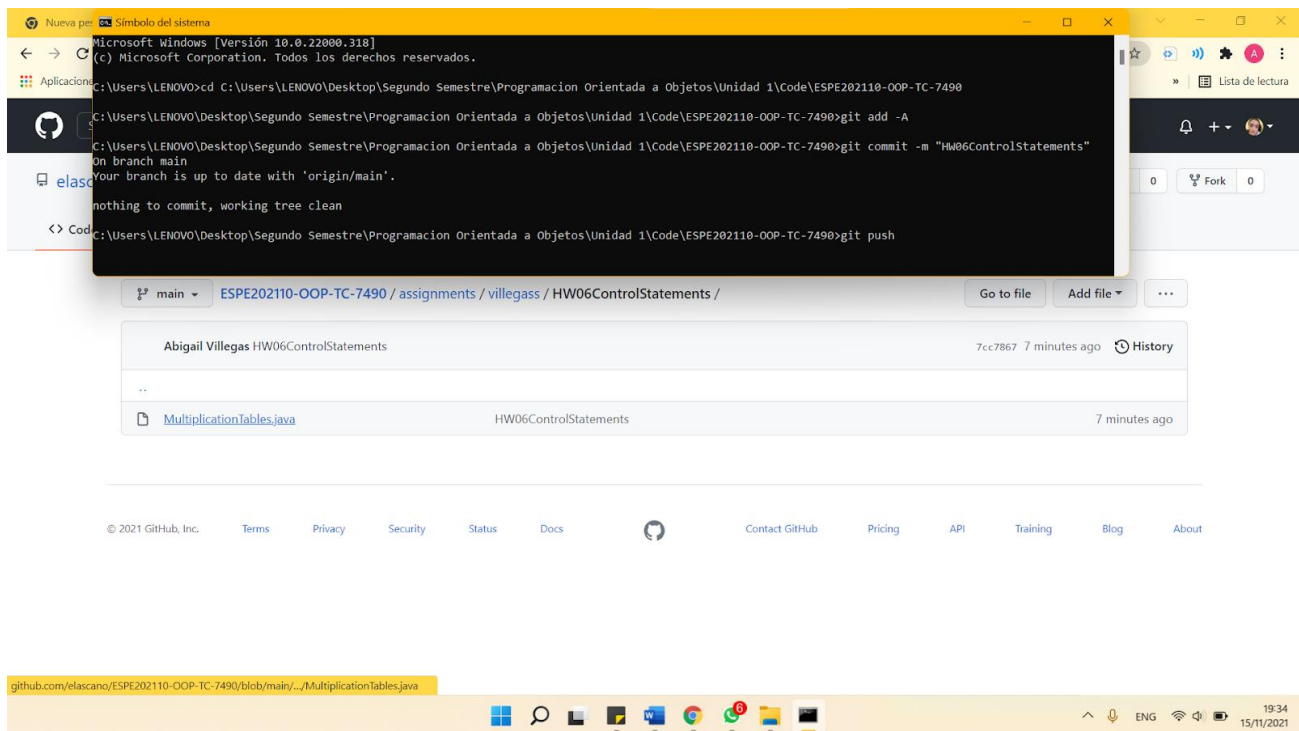 Nueva pe
Símbolo del sistema
Microsoft Windows [Versión 10.0.22000.318]
(c) Microsoft Corporation. Todos los derechos reservados.
C:\Users\LENOVO>cd C:\Users\LENOVO\Desktop\Segundo Semestre\Programacion Orientada a Objetos\Unidad 1\Code\ESPE202110-OOP-TC-7490
C:\Users\LENOVO\Desktop\Segundo Semestre\Programacion Orientada a Objetos\Unidad 1\Code\ESPE202110-OOP-TC-7490>git add -A
C:\Users\LENOVO\Desktop\Segundo Semestre\Programacion Orientada a Objetos\Unidad 1\Code\ESPE202110-OOP-TC-7490>git commit -m "HW06ControlStatements"
On branch main
Your branch is up to date with 'origin/main'.
nothing to commit, working tree clean
C:\Users\LENOVO\Desktop\Segundo Semestre\Programacion Orientada a Objetos\Unidad 1\Code\ESPE202110-OOP-TC-7490>git push
A
Aplicacione
» Lista de lectura
elasc
0 Fork 0
<> Cod
main ESPE202110-OOP-TC-7490 / assignments / villegass / HW06ControlStatements /
Go to file Add file ...
Abigail Villegas HW06ControlStatements 7cc7867 7 minutes ago History
..
MultiplicationTables.java HW06ControlStatements 7 minutes ago
© 2021 GitHub, Inc. Terms Privacy Security Status Docs Contact GitHub Pricing API Training Blog About
github.com/elascano/ESPE202110-OOP-TC-7490/blob/main/.../MultiplicationTables.java
6
ENG
19:34
15/11/2021